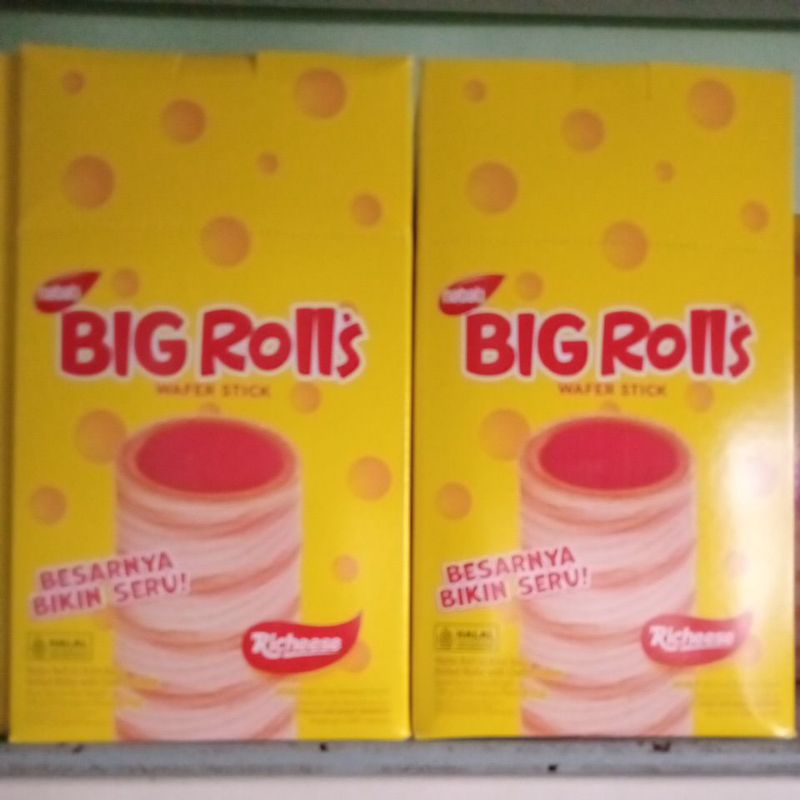 nabati
BIG Roll's
WAFER STICK
BESARNYA
BIKIN SERU!
HALAL
Richeese
nabati
BIG Roll's
WAFER STICK
BESARNYA
BIKIN SERU!
HALAL
Richeese